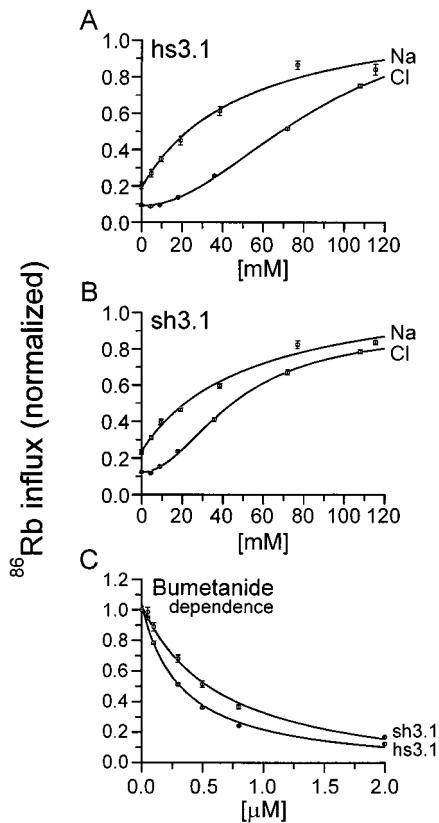 ⁸⁶Rb influx (normalized)
A
hs3.1
1.0
0.8
0.6
0.4
0.2
0.0
Na
Cl
0 20 40 60 80 100 120
[mM]
B
sh3.1
1.0
0.8
0.6
0.4
0.2
0.0
Na
Cl
0 20 40 60 80 100 120
[mM]
C
Bumetanide
dependence
1.2
1.0
0.8
0.6
0.4
0.2
0.0
sh3.1
hs3.1
0.0 0.5 1.0 1.5 2.0
[μM]